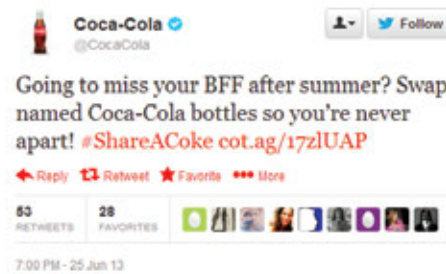 Coca-Cola
Follow
@CocaCola
Going to miss your BFF after summer? Swap
named Coca-Cola bottles so you're never
apart! #ShareACoke cot.ag/17zlUAP
Reply Retweet Favorite More
53 28
RETWEETS FAVORITES
7:00 PM - 25 Jun 13